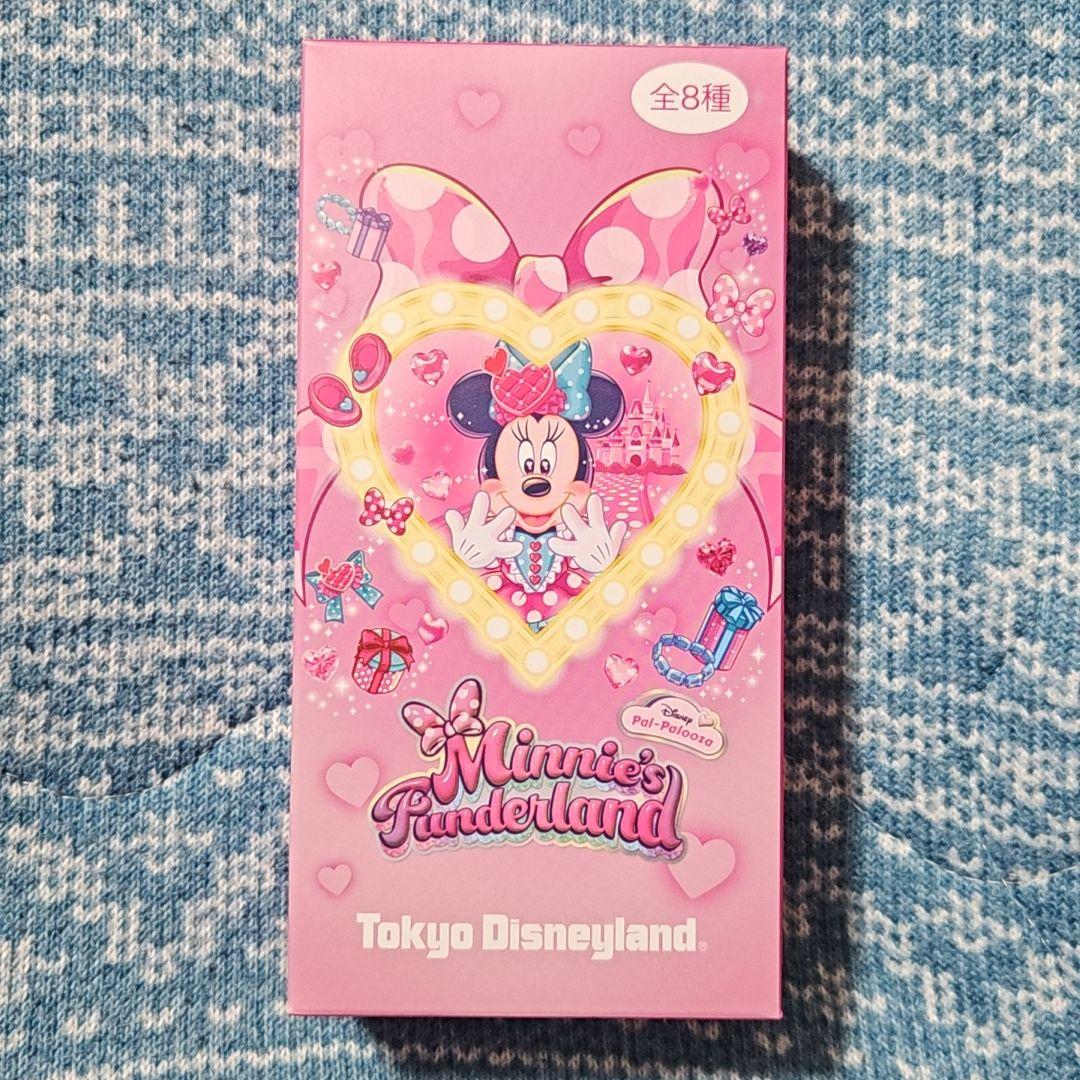 全8種
Disney
Pal-Palooza
Minnie's
Funderland
Tokyo Disneyland®